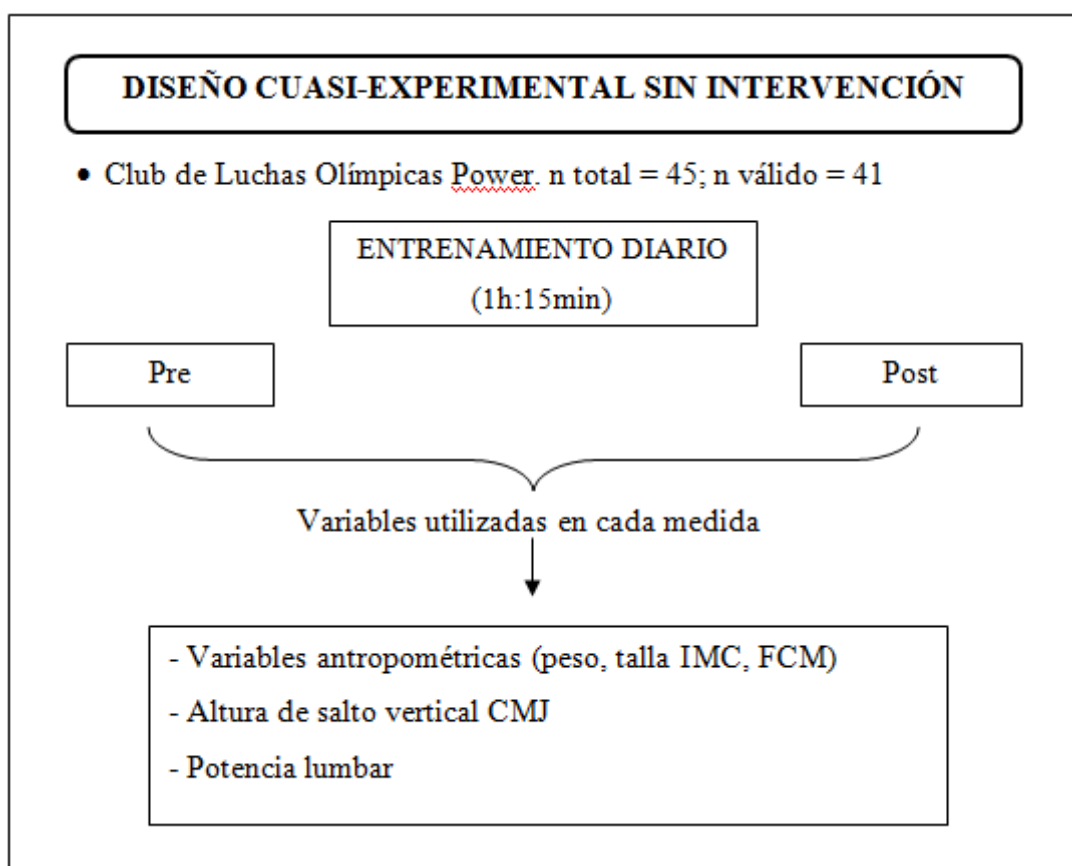 DISEÑO CUASI-EXPERIMENTAL SIN INTERVENCIÓN
• Club de Luchas Olímpicas Power. n total = 45; n válido = 41
ENTRENAMIENTO DIARIO
(1h:15min)
Pre
Post
Variables utilizadas en cada medida
- Variables antropométricas (peso, talla IMC, FCM)
- Altura de salto vertical CMJ
- Potencia lumbar